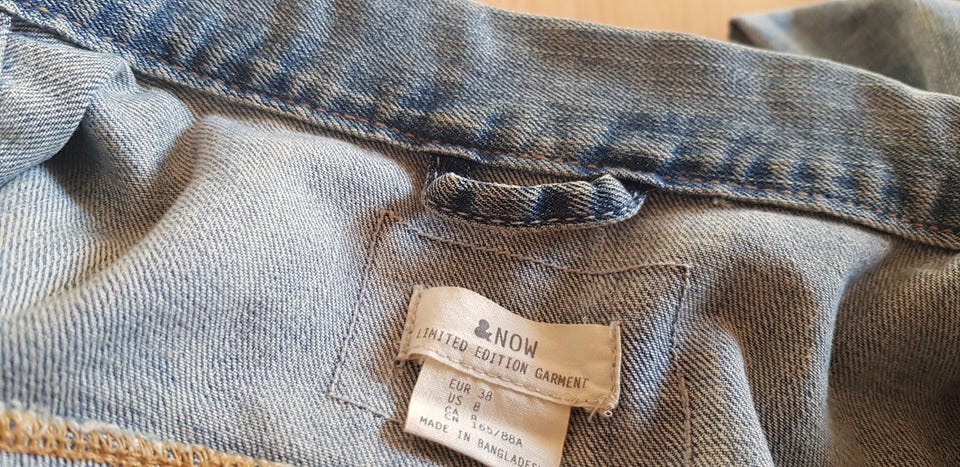 &NOW
LIMITED EDITION GARMENT
EUR 38
US 8
CA 8
CN 165/88A
MADE IN BANGLADESH